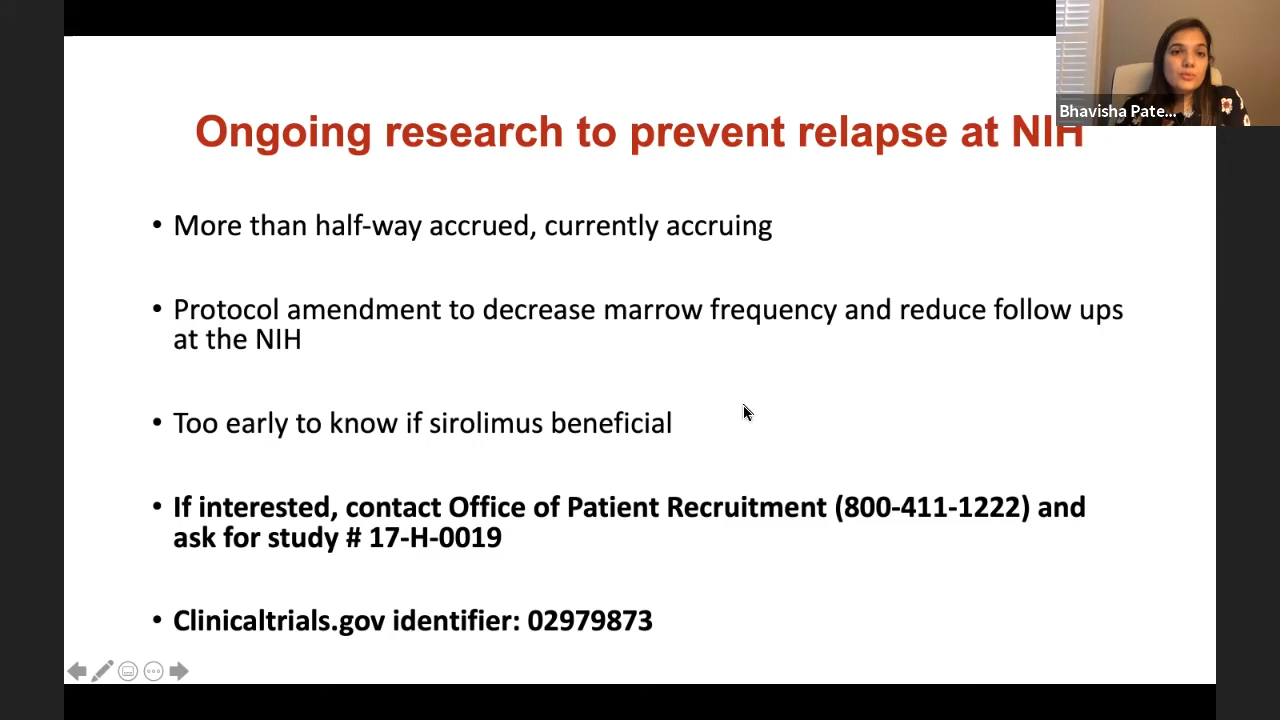 Ongoing research to prevent relapse at NIH
Bhavisha Pate...
• More than half-way accrued, currently accruing
• Protocol amendment to decrease marrow frequency and reduce follow ups
at the NIH
• Too early to know if sirolimus beneficial
• If interested, contact Office of Patient Recruitment (800-411-1222) and
ask for study # 17-H-0019
• Clinicaltrials.gov identifier: 02979873